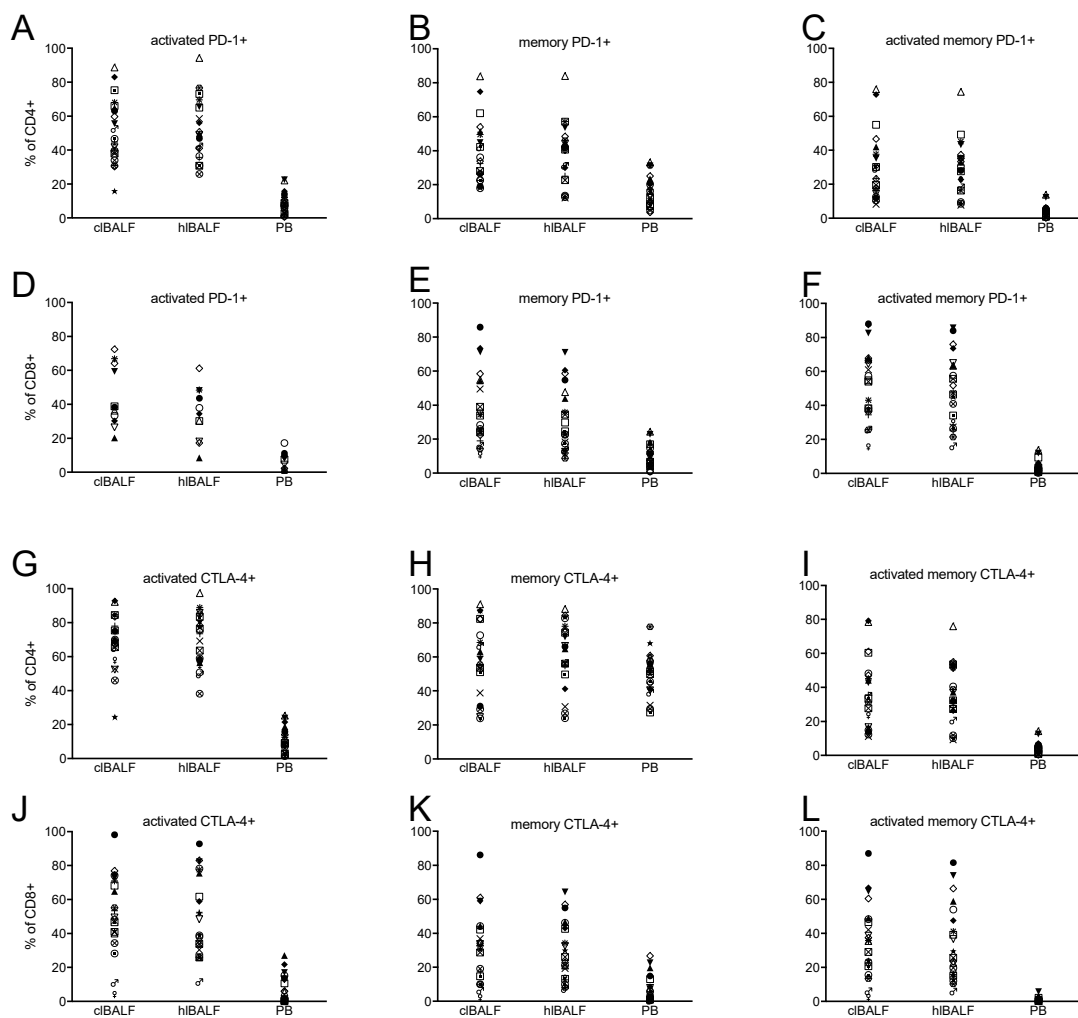 A
activated PD-1+
% of CD4+
100
80
60
40
20
0
clBALF hlBALF PB
B
memory PD-1+
100
80
60
40
20
0
clBALF hlBALF PB
C
activated memory PD-1+
100
80
60
40
20
0
clBALF hlBALF PB
D
activated PD-1+
% of CD8+
100
80
60
40
20
0
clBALF hlBALF PB
E
memory PD-1+
100
80
60
40
20
0
clBALF hlBALF PB
F
activated memory PD-1+
100
80
60
40
20
0
clBALF hlBALF PB
G
activated CTLA-4+
% of CD4+
100
80
60
40
20
0
clBALF hlBALF PB
H
memory CTLA-4+
100
80
60
40
20
0
clBALF hlBALF PB
I
activated memory CTLA-4+
100
80
60
40
20
0
clBALF hlBALF PB
J
activated CTLA-4+
% of CD8+
100
80
60
40
20
0
clBALF hlBALF PB
K
memory CTLA-4+
100
80
60
40
20
0
clBALF hlBALF PB
L
activated memory CTLA-4+
100
80
60
40
20
0
clBALF hlBALF PB